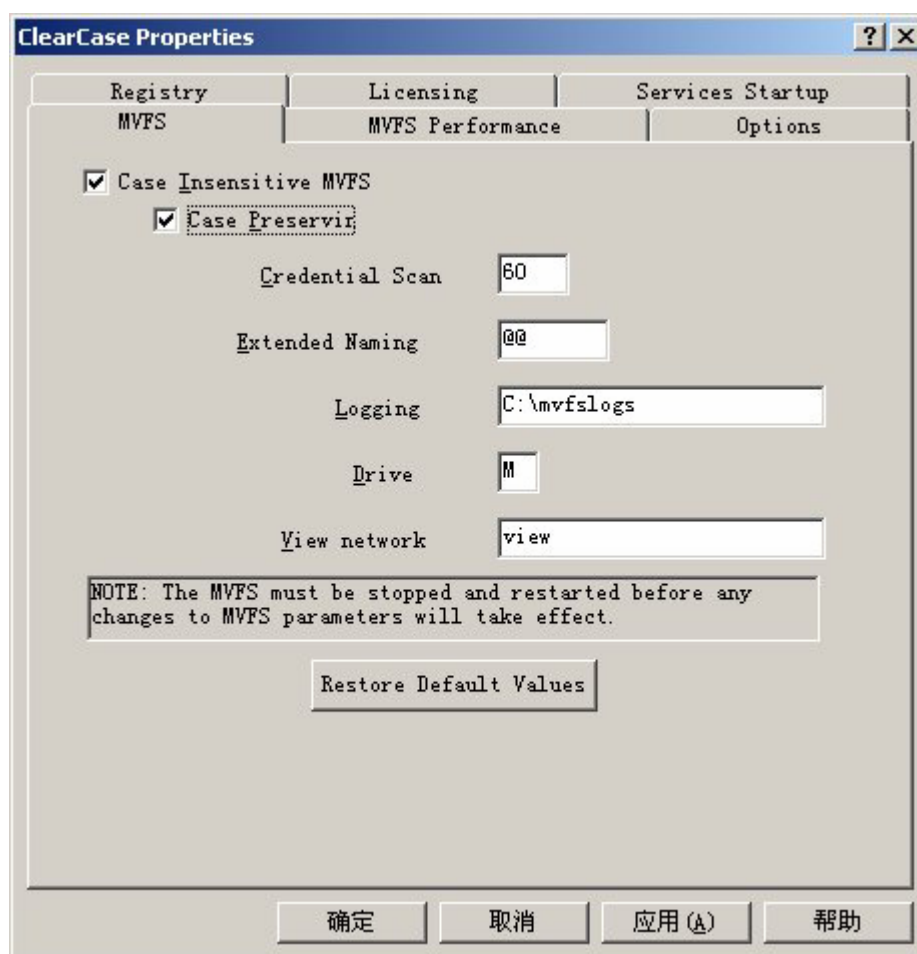 ClearCase Properties
Registry
Licensing
Services Startup
MVFS
MVFS Performance
Options
Case Insensitive MVFS
Case Preservin
Credential Scan
60
Extended Naming
@@
Logging
C:\mvfslogs
Drive
M
View network
view
NOTE: The MVFS must be stopped and restarted before any
changes to MVFS parameters will take effect.
Restore Default Values
确定
取消
应用(A)
帮助